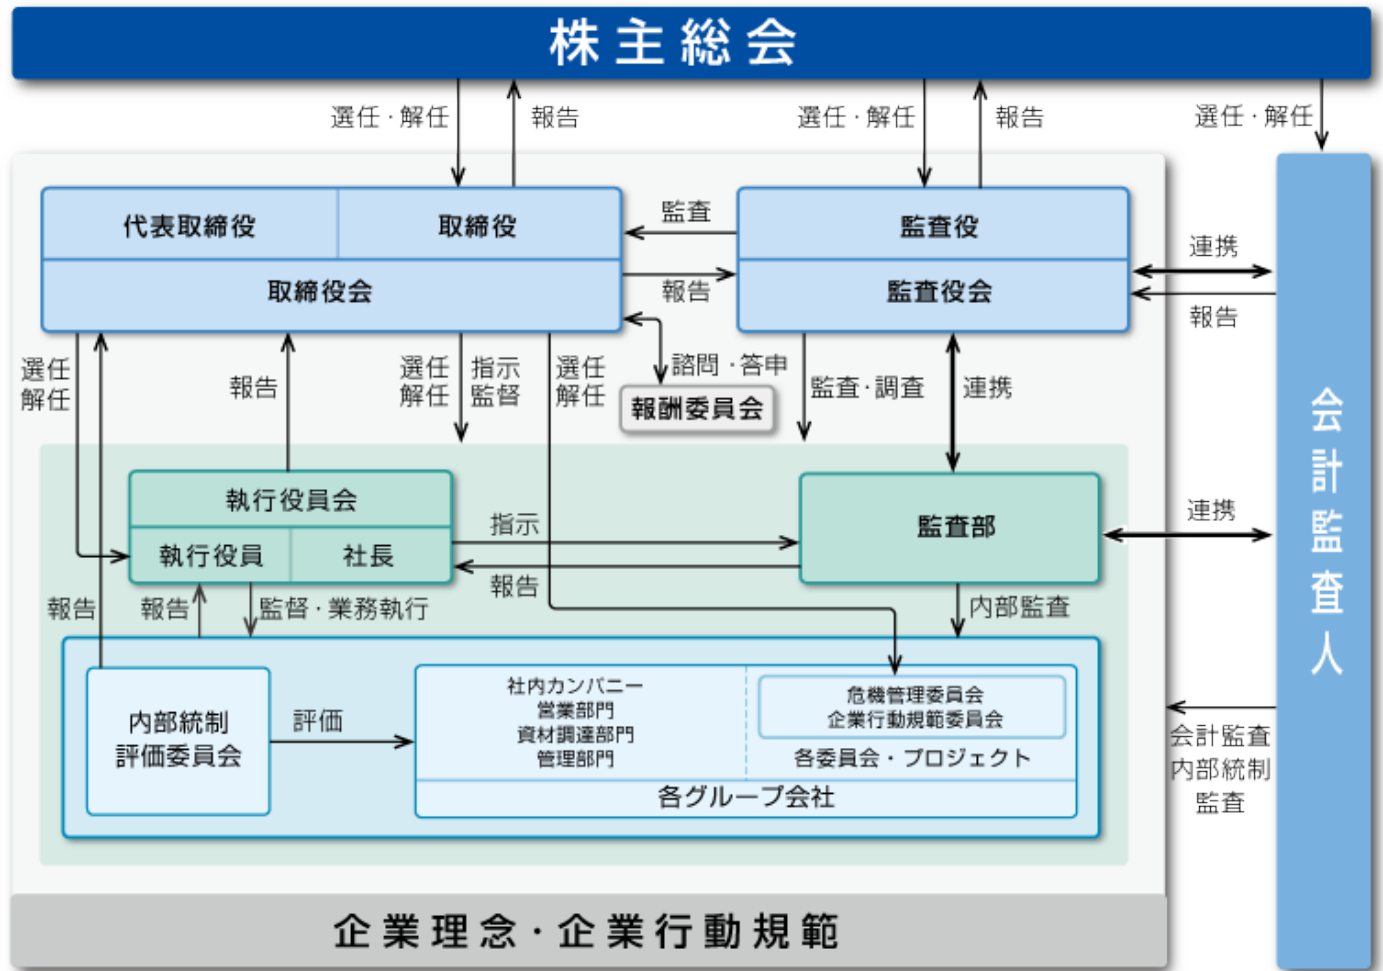 株主総会
選任・解任
報告
選任・解任
報告
選任・解任
代表取締役
取締役
取締役会
監査
報告
監査役
監査役会
連携
報告
選任
解任
報告
選任
解任
指示
監督
選任
解任
諮問・答申
報酬委員会
監査・調査
連携
会計監査人
執行役員会
執行役員
社長
指示
報告
監査部
連携
報告
報告
監督・業務執行
内部監査
内部統制
評価委員会
評価
社内カンパニー
営業部門
資材調達部門
管理部門
危機管理委員会
企業行動規範委員会
各委員会・プロジェクト
各グループ会社
会計監査
内部統制
監査
企業理念・企業行動規範